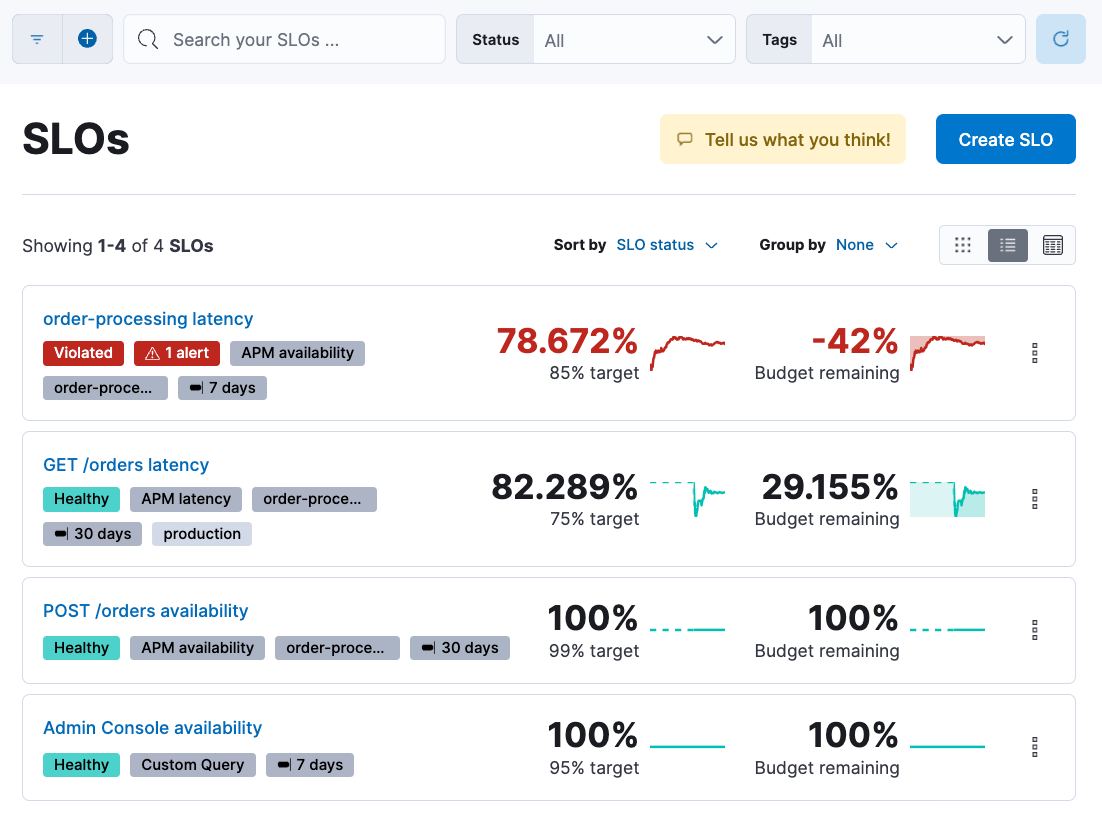 Search your SLOs ... Status All Tags All
SLOs
Tell us what you think! Create SLO
Showing 1-4 of 4 SLOs Sort by SLO status Group by None
order-processing latency
Violated 1 alert APM availability
order-proce... 7 days
78.672%
85% target
-42%
Budget remaining
GET /orders latency
Healthy APM latency order-proce...
30 days production
82.289%
75% target
29.155%
Budget remaining
POST /orders availability
Healthy APM availability order-proce... 30 days
100%
99% target
100%
Budget remaining
Admin Console availability
Healthy Custom Query 7 days
100%
95% target
100%
Budget remaining